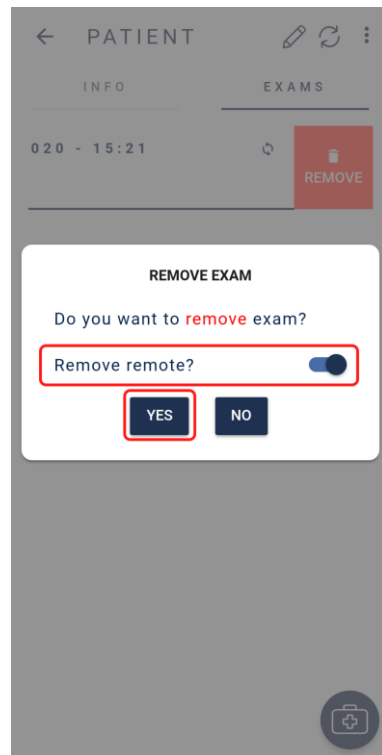 PATIENT
INFO EXAMS
020 - 15:21
REMOVE
REMOVE EXAM
Do you want to remove exam?
Remove remote?
YES NO